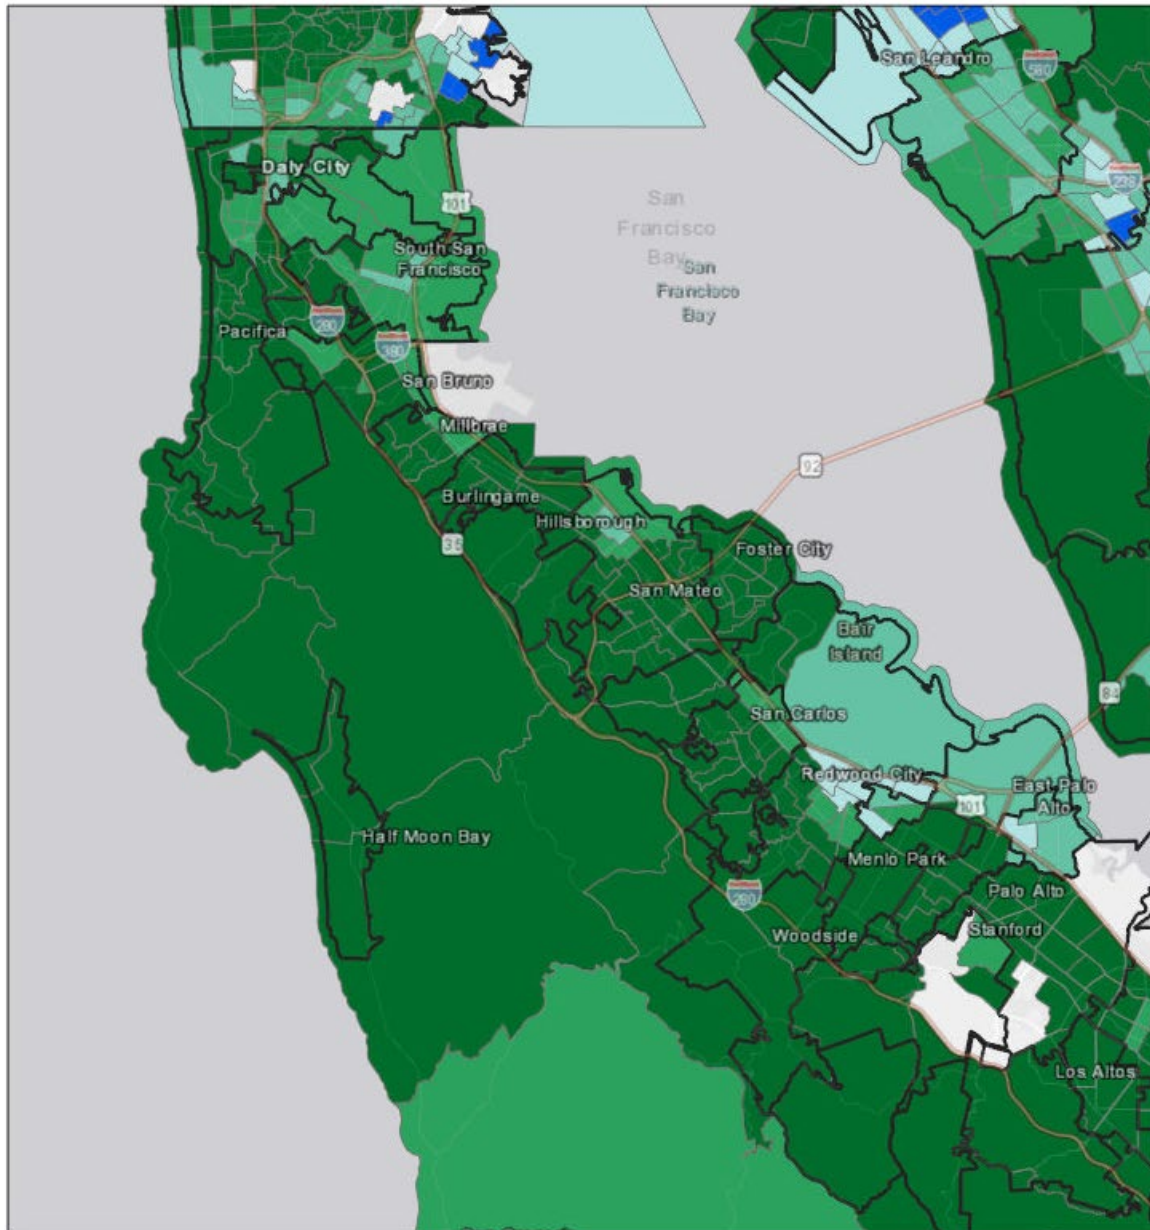 San Leandro
580
Daly City
238
101
San
Francisco
Bay
South San
Francisco
San
Francisco
Bay
280
Pacifica
380
San Bruno
Millbrae
92
Burlingame
Hillsborough
35
Foster City
San Mateo
Bair
Island
84
San Carlos
Redwood City
East Palo
Alto
101
Half Moon Bay
Menlo Park
280
Palo Alto
Stanford
Woodside
Los Altos